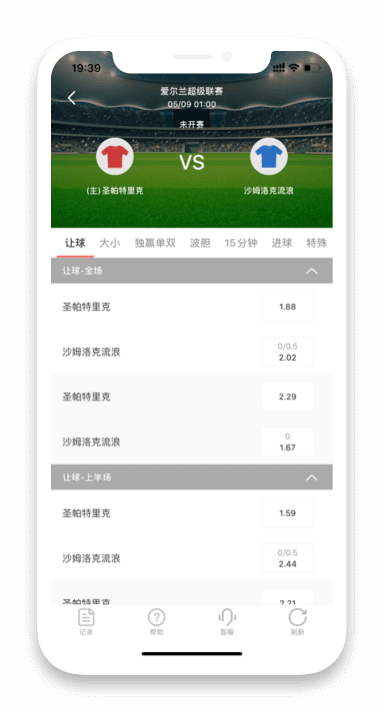 19:39
爱尔兰超级联赛
05/09 01:00
未开赛
VS
(主)圣帕特里克
沙姆洛克流浪
让球 大小 独赢单双 波胆 15分钟 进球 特殊
让球-全场
圣帕特里克 1.88
0/0.5
沙姆洛克流浪 2.02
圣帕特里克 2.29
0
沙姆洛克流浪 1.67
让球-上半场
圣帕特里克 1.59
0/0.5
沙姆洛克流浪 2.44
圣帕特里克 2.21
记录 帮助 客服 刷新